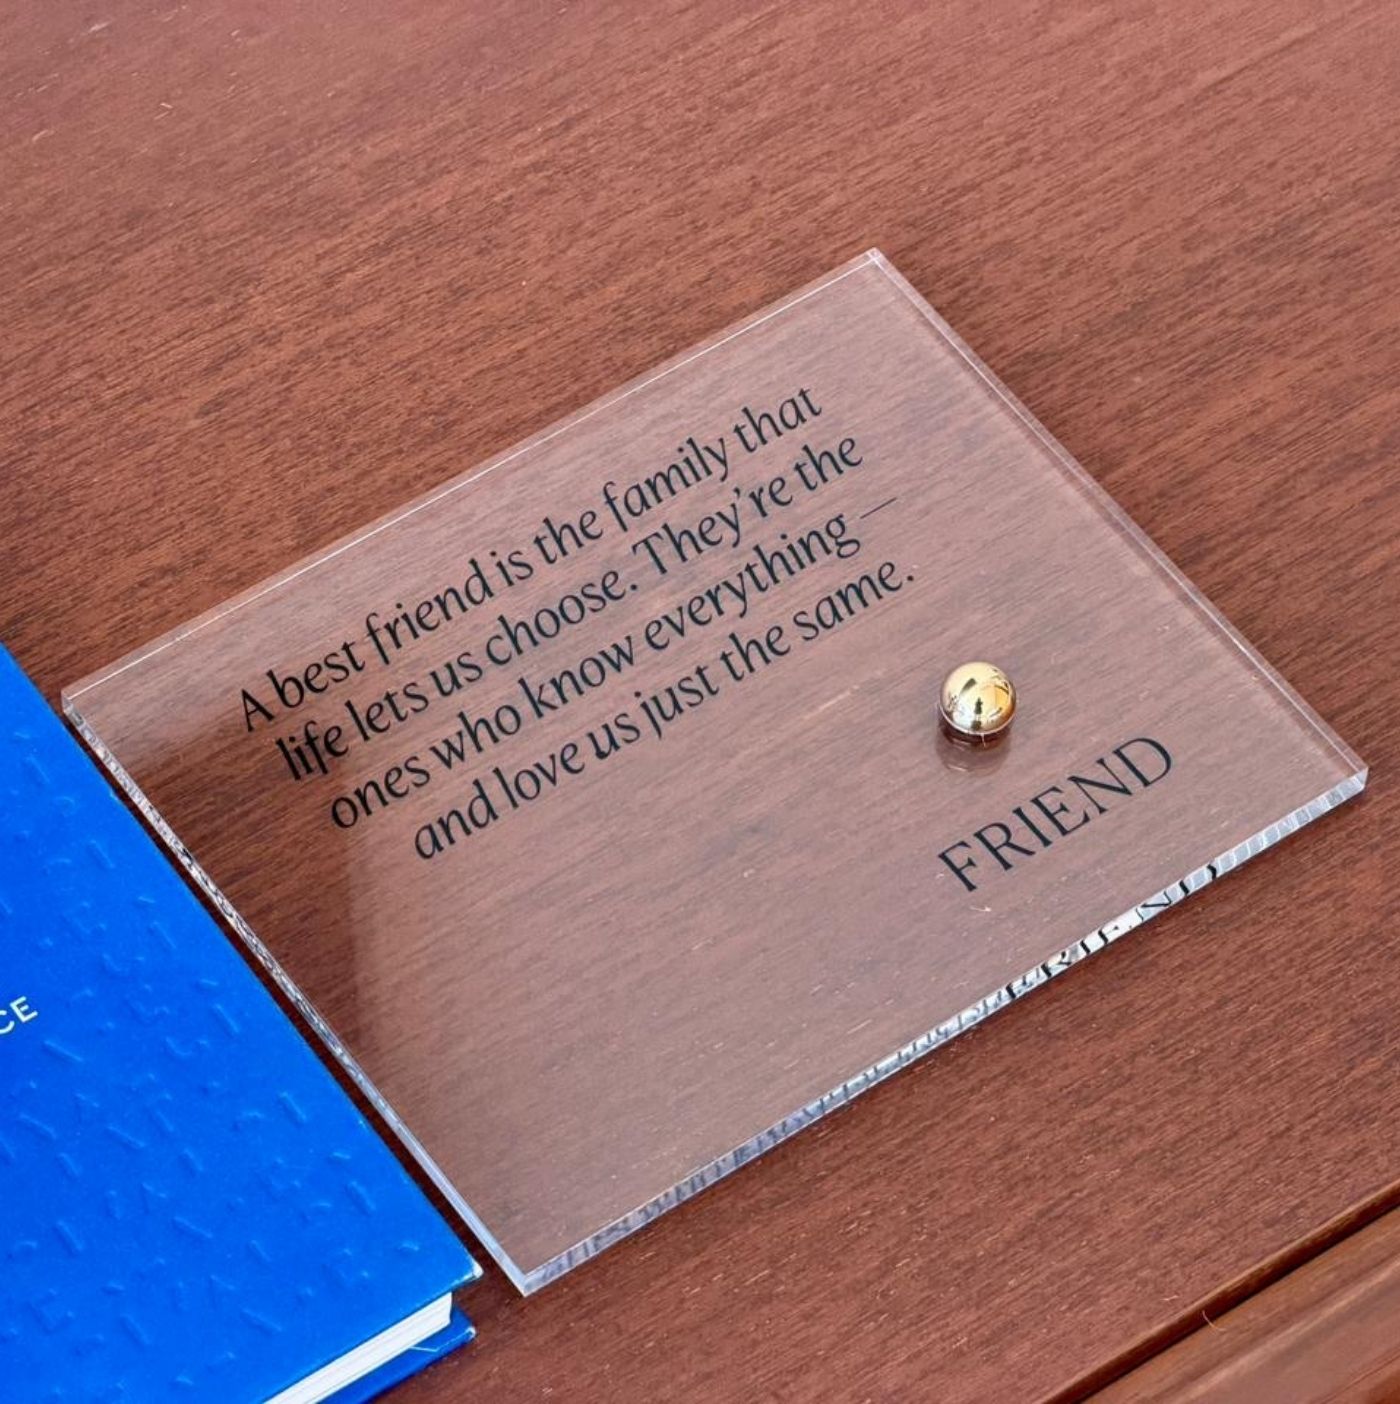 A best friend is the family that
life lets us choose. They’re the
ones who know everything —
and love us just the same.
FRIEND
CE